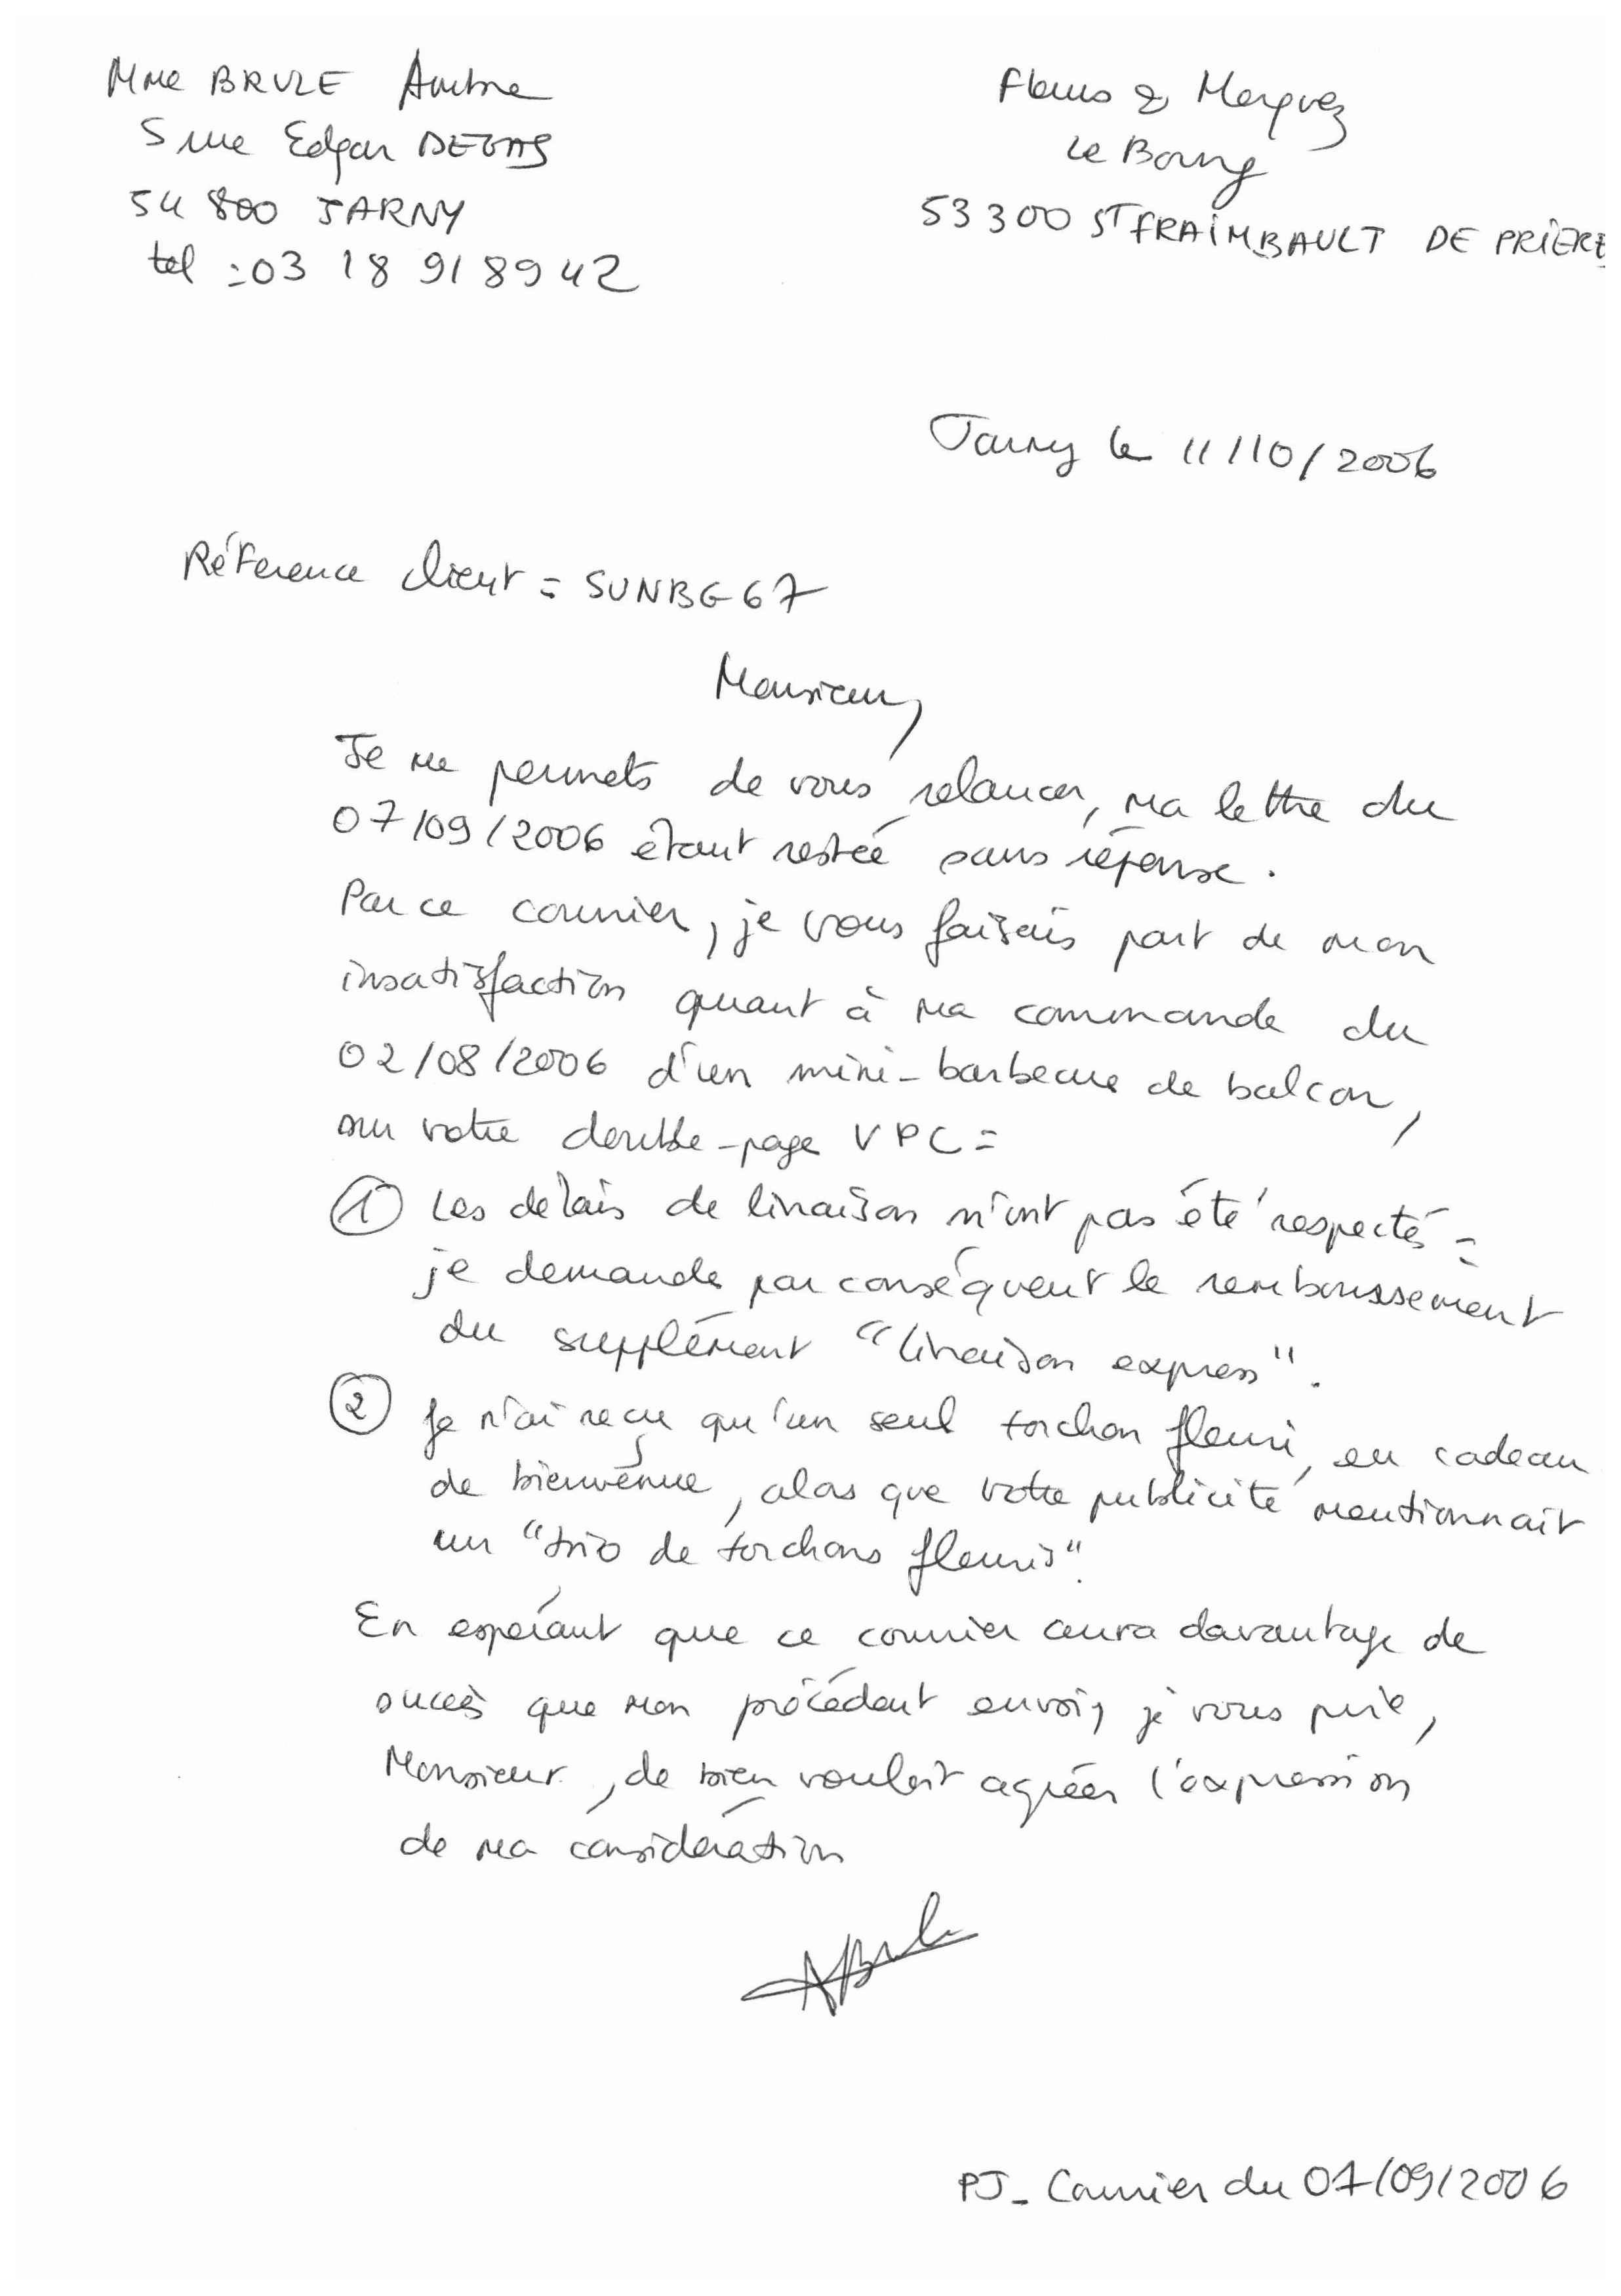 Mme BRULE Ambre
5 rue Edgar DEGAS
54 800 JARNY
tel : 03 18 91 89 42
Fleurs & Merguez
Le Bourg
53 300 ST FRAIMBAULT DE PRIERE
Jarny le 11/10/2006
Réference client = SUNBG67
Monsieur,
Je me permets de vous relancer, ma lettre du
07/09/2006 étant restée sans réponse.
Par ce courrier, je vous faisais part de mon
insatisfaction quant à ma commande du
02/08/2006 d'un mini-barbecue de balcon,
sur votre double-page VPC =
① Les délais de livraison n'ont pas été respectés =
je demande par conséquent le remboursement
du supplément "livraison express".
② Je n'ai reçu qu'un seul torchon fleuri, en cadeau
de bienvenue, alors que votre publicité mentionnait
un "trio de torchons fleuris".
En espérant que ce courrier aura davantage de
succès que mon précédent envoi, je vous prie,
Monsieur, de bien vouloir agréer l'expression
de ma considération
ABrule
PJ - Courrier du 07/09/2006